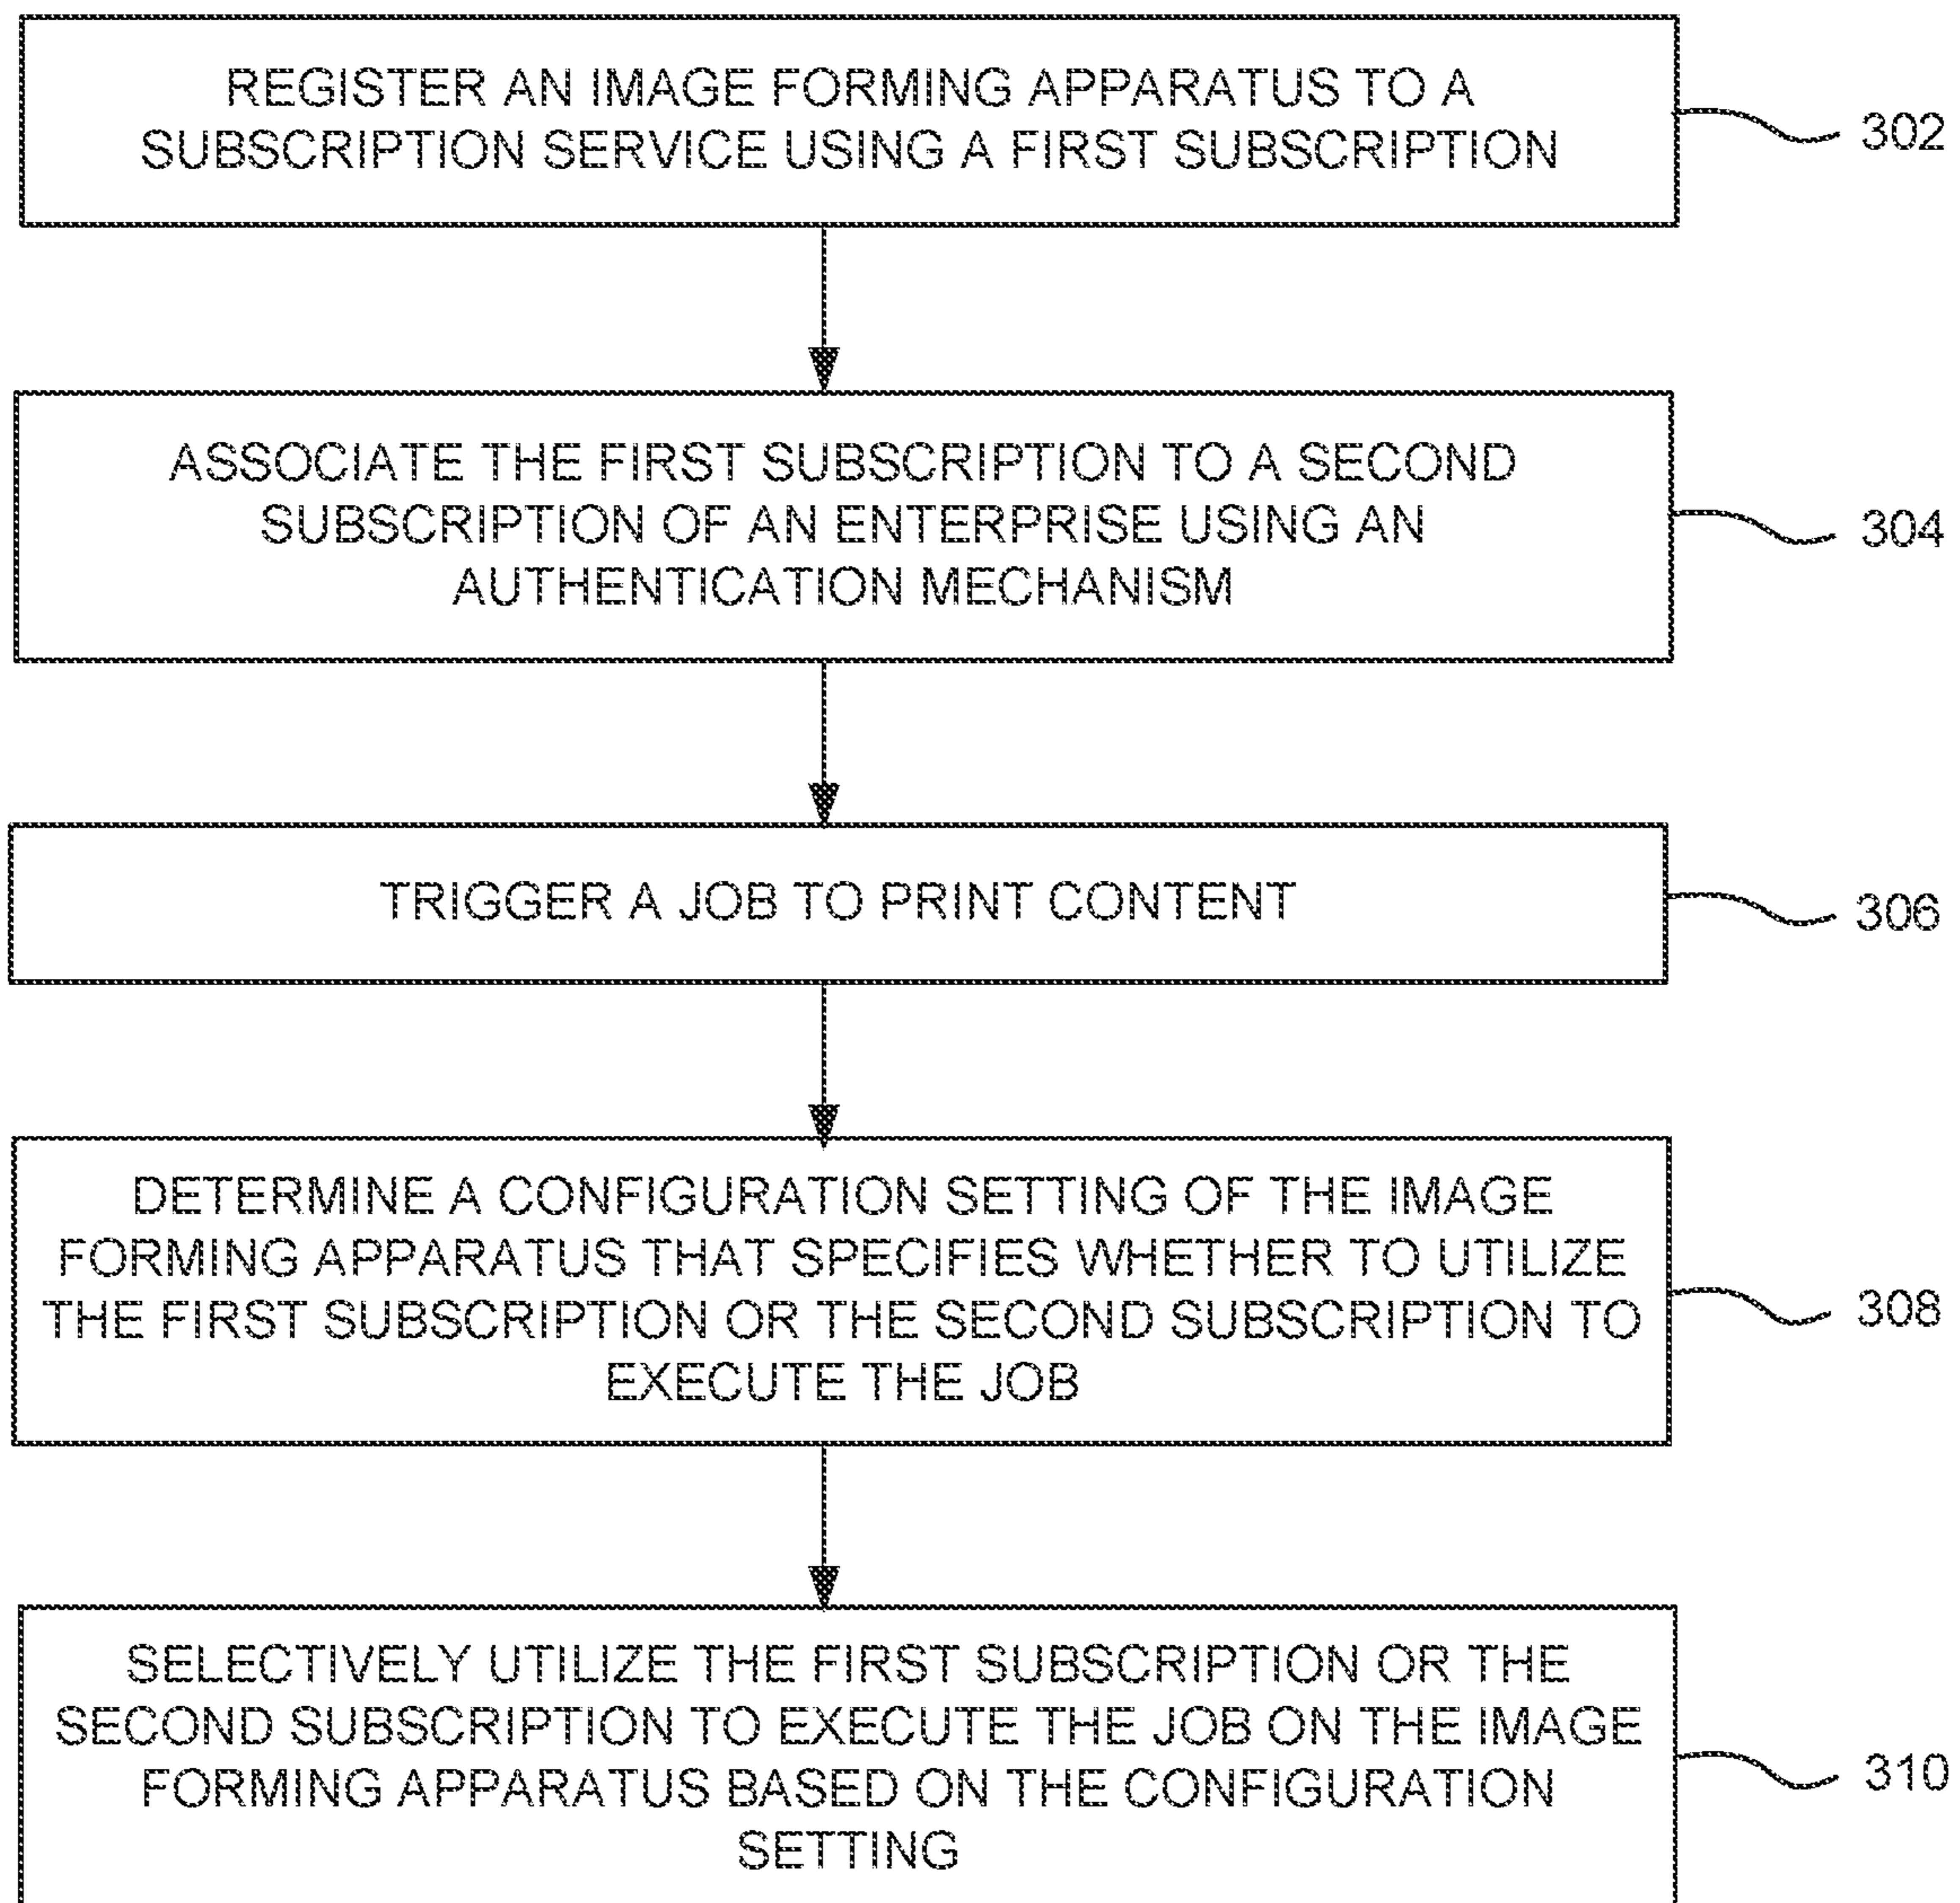 REGISTER AN IMAGE FORMING APPARATUS TO A
SUBSCRIPTION SERVICE USING A FIRST SUBSCRIPTION
302
ASSOCIATE THE FIRST SUBSCRIPTION TO A SECOND
SUBSCRIPTION OF AN ENTERPRISE USING AN
AUTHENTICATION MECHANISM
304
TRIGGER A JOB TO PRINT CONTENT
306
DETERMINE A CONFIGURATION SETTING OF THE IMAGE
FORMING APPARATUS THAT SPECIFIES WHETHER TO UTILIZE
THE FIRST SUBSCRIPTION OR THE SECOND SUBSCRIPTION TO
EXECUTE THE JOB
308
SELECTIVELY UTILIZE THE FIRST SUBSCRIPTION OR THE
SECOND SUBSCRIPTION TO EXECUTE THE JOB ON THE IMAGE
FORMING APPARATUS BASED ON THE CONFIGURATION
SETTING
310